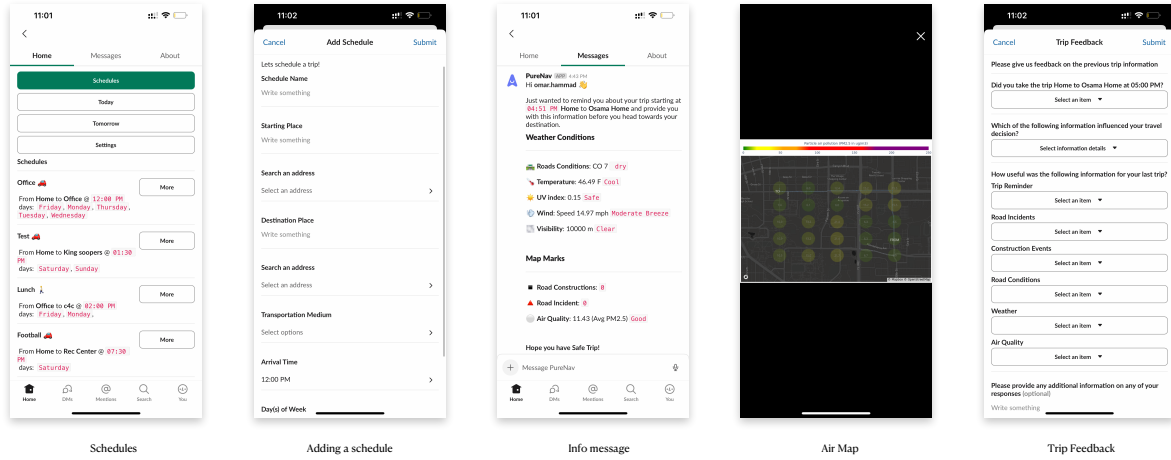 11:01
Home Messages About
Schedules
Today
Tomorrow
Settings
Schedules
Office 🚗
More
From Home to Office @ 12:00 PM
days: Friday, Monday, Thursday,
Tuesday, Wednesday
Test 🚗
More
From Home to King soopers @ 01:30
PM
days: Saturday, Sunday
Lunch 🚶
More
From Office to c4c @ 02:00 PM
days: Friday, Monday,
Football 🚗
More
From Home to Rec Center @ 07:30
PM
days: Saturday
Home DMs Mentions Search You
Schedules
11:02
Cancel Add Schedule Submit
Lets schedule a trip!
Schedule Name
Write something
Starting Place
Write something
Search an address
Select an address
Destination Place
Write something
Search an address
Select an address
Transportation Medium
Select options
Arrival Time
12:00 PM
Day(s) of Week
Adding a schedule
11:01
Home Messages About
PureNav APP 4:43 PM
Hi omar.hammad 👋
Just wanted to remind you about your trip starting at
04:51 PM Home to Osama Home and provide you
with this information before you head towards your
destination.
Weather Conditions
Roads Conditions: CO 7 dry
Temperature: 46.49 F Cool
UV index: 0.15 Safe
Wind: Speed 14.97 mph Moderate Breeze
Visibility: 10000 m Clear
Map Marks
Road Constructions: 0
Road Incident: 0
Air Quality: 11.43 (Avg PM2.5) Good
Hope you have Safe Trip!
Message PureNav
Home DMs Mentions Search You
Info message
Particle air pollution (PM2.5 in ug/m3)
Air Map
11:02
Cancel Trip Feedback Submit
Please give us feedback on the previous trip information
Did you take the trip Home to Osama Home at 05:00 PM?
Select an item
Which of the following information influenced your travel
decision?
Select information details
How useful was the following information for your last trip?
Trip Reminder
Select an item
Road Incidents
Select an item
Construction Events
Select an item
Road Conditions
Select an item
Weather
Select an item
Air Quality
Select an item
Please provide any additional information on any of your
responses (optional)
Write something
Trip Feedback